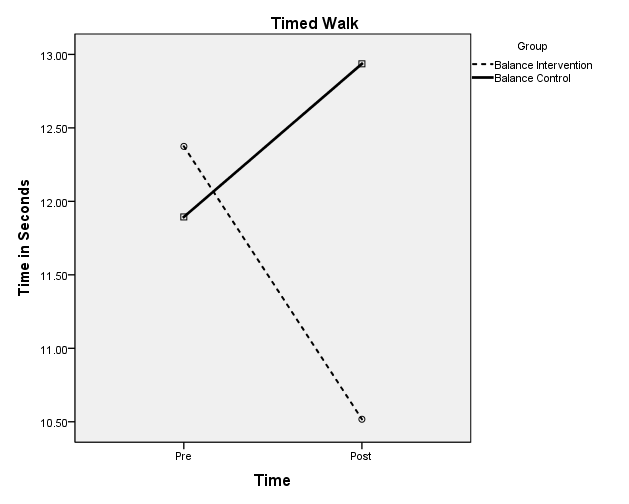 Timed Walk
Group
Balance Intervention
Balance Control
Time in Seconds
13.00
12.50
12.00
11.50
11.00
10.50
Pre
Post
Time